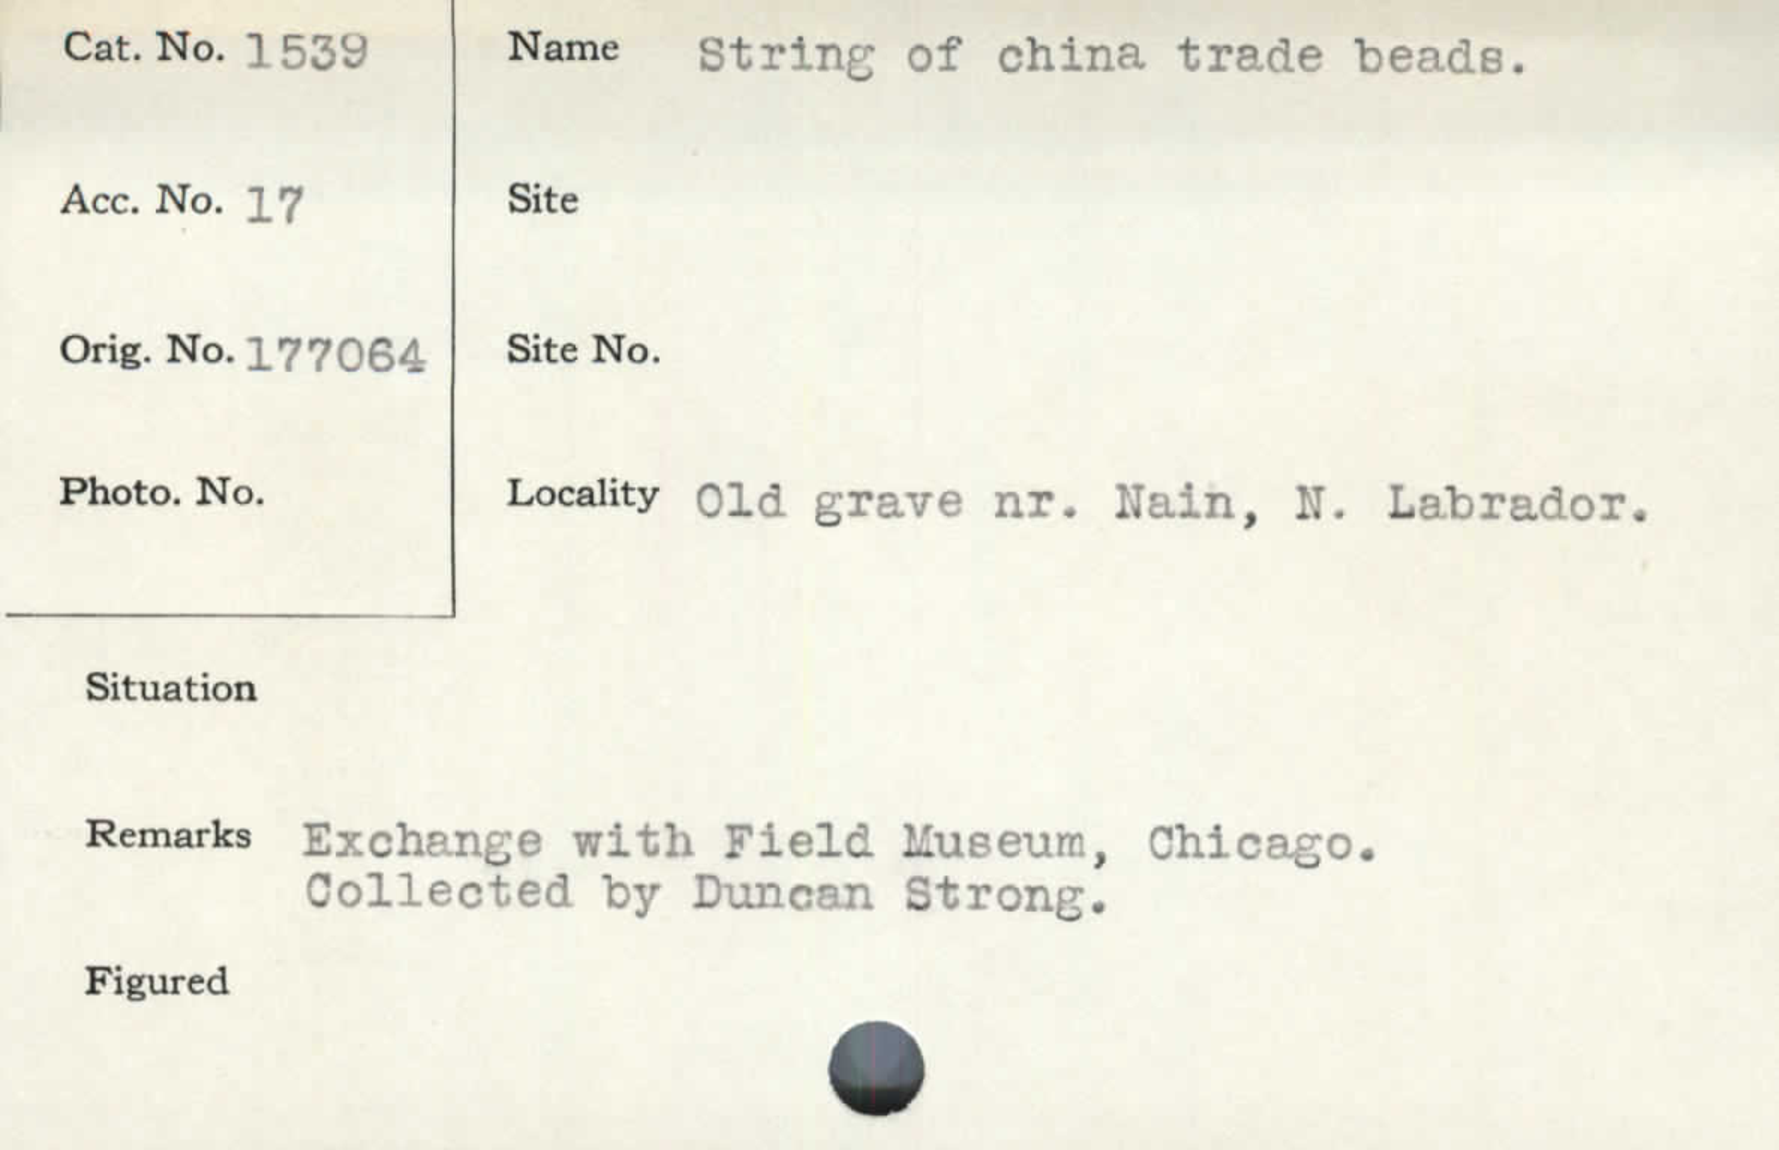 Cat. No. 1539
Name String of china trade beads.
Acc. No. 17
Site
Orig. No. 177064
Site No.
Photo. No.
Locality Old grave nr. Nain, N. Labrador.
Situation
Remarks Exchange with Field Museum, Chicago.
Collected by Duncan Strong.
Figured